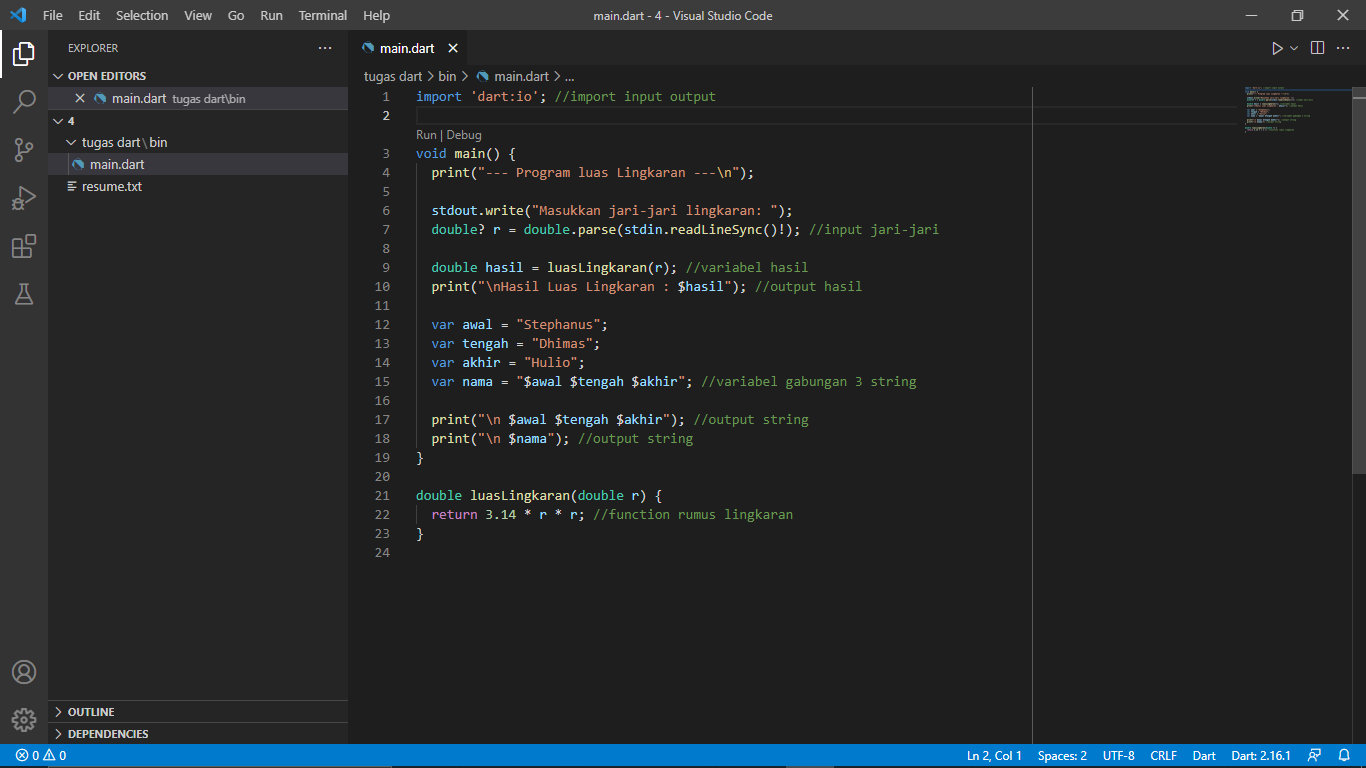 File Edit Selection View Go Run Terminal Help main.dart - 4 - Visual Studio Code
EXPLORER
OPEN EDITORS
main.dart tugas dart\bin
4
tugas dart\bin
main.dart
resume.txt
OUTLINE
DEPENDENCIES
main.dart
tugas dart > bin > main.dart > ...
1 import 'dart:io'; //import input output
2
Run | Debug
3 void main() {
4 print("--- Program luas Lingkaran ---\n");
5
6 stdout.write("Masukkan jari-jari lingkaran: ");
7 double? r = double.parse(stdin.readLineSync()!); //input jari-jari
8
9 double hasil = luasLingkaran(r); //variabel hasil
10 print("\nHasil Luas Lingkaran : $hasil"); //output hasil
11
12 var awal = "Stephanus";
13 var tengah = "Dhimas";
14 var akhir = "Hulio";
15 var nama = "$awal $tengah $akhir"; //variabel gabungan 3 string
16
17 print("\n $awal $tengah $akhir"); //output string
18 print("\n $nama"); //output string
19 }
20
21 double luasLingkaran(double r) {
22 return 3.14 * r * r; //function rumus lingkaran
23 }
24
0 0 Ln 2, Col 1 Spaces: 2 UTF-8 CRLF Dart Dart: 2.16.1